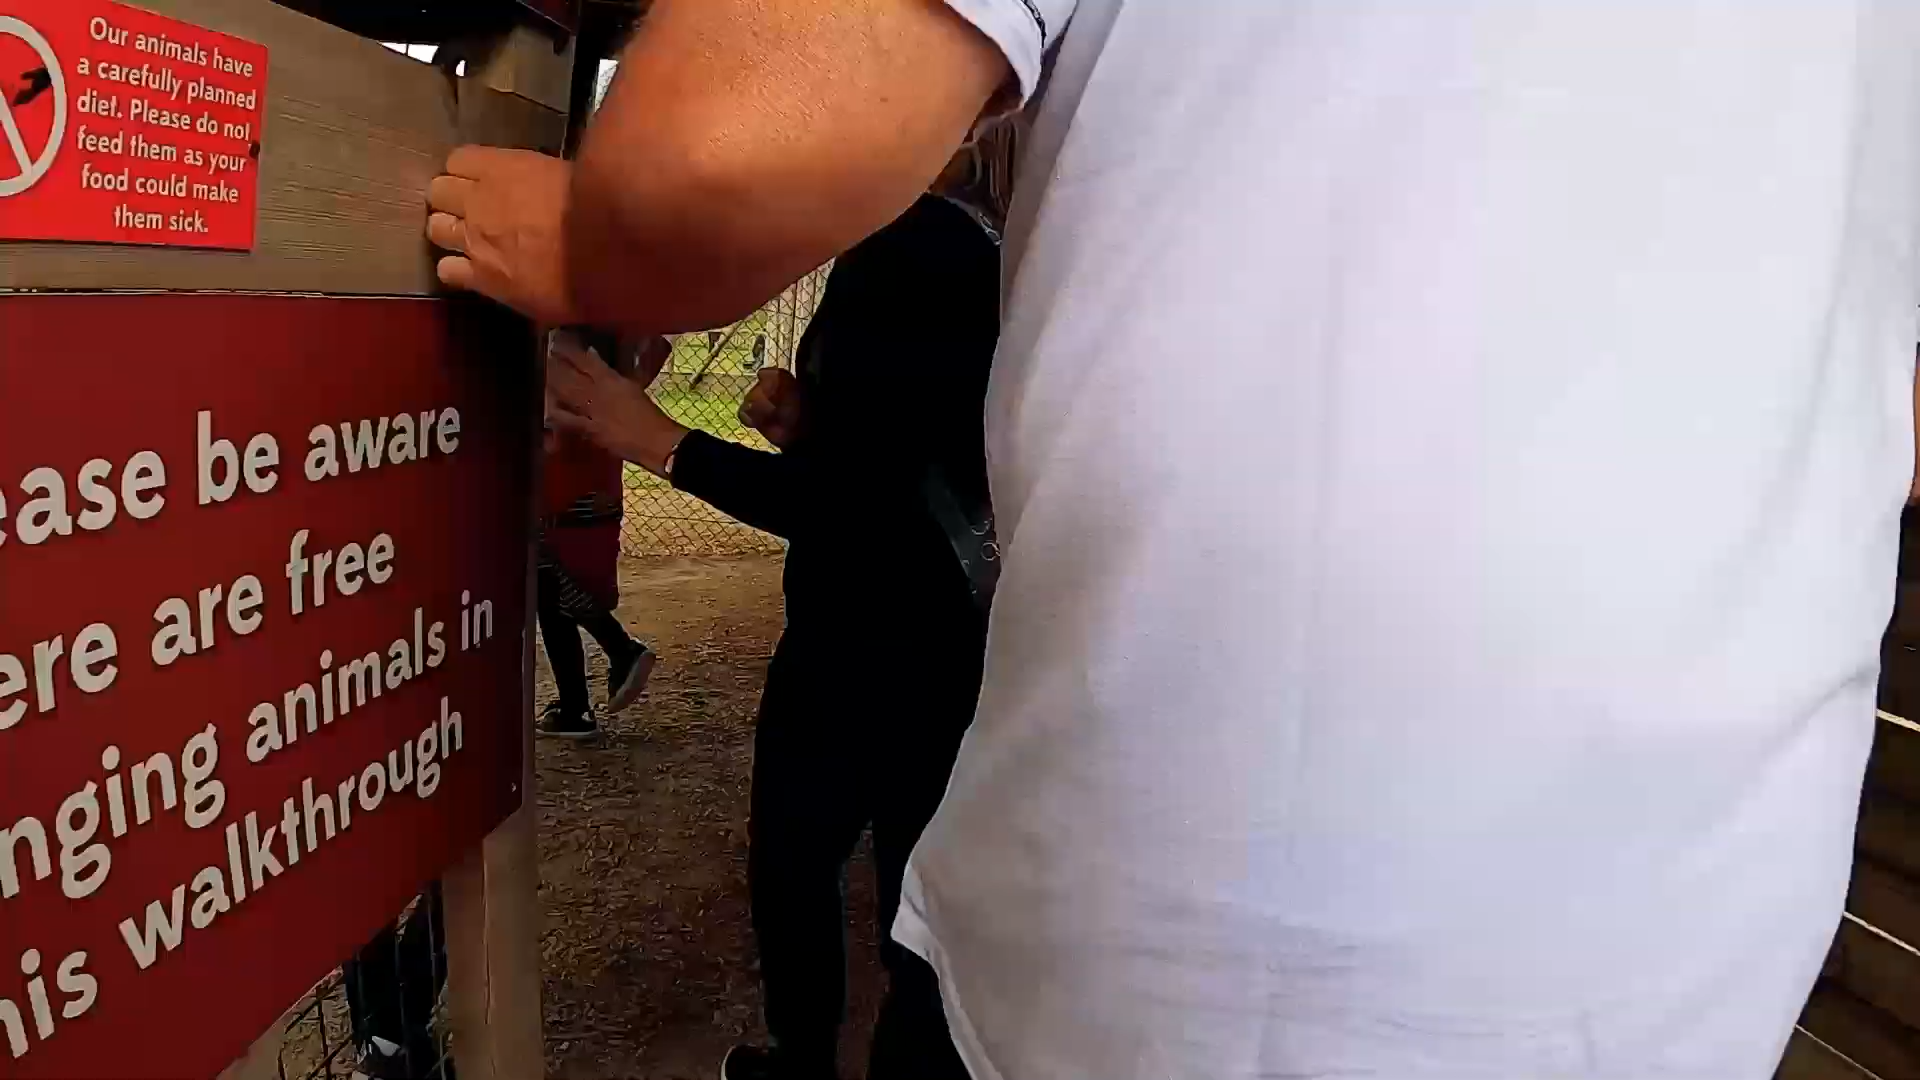 Our animals have
a carefully planned
diet. Please do not
feed them as your
food could make
them sick.
ease be aware
ere are free
nging animals in
his walkthrough